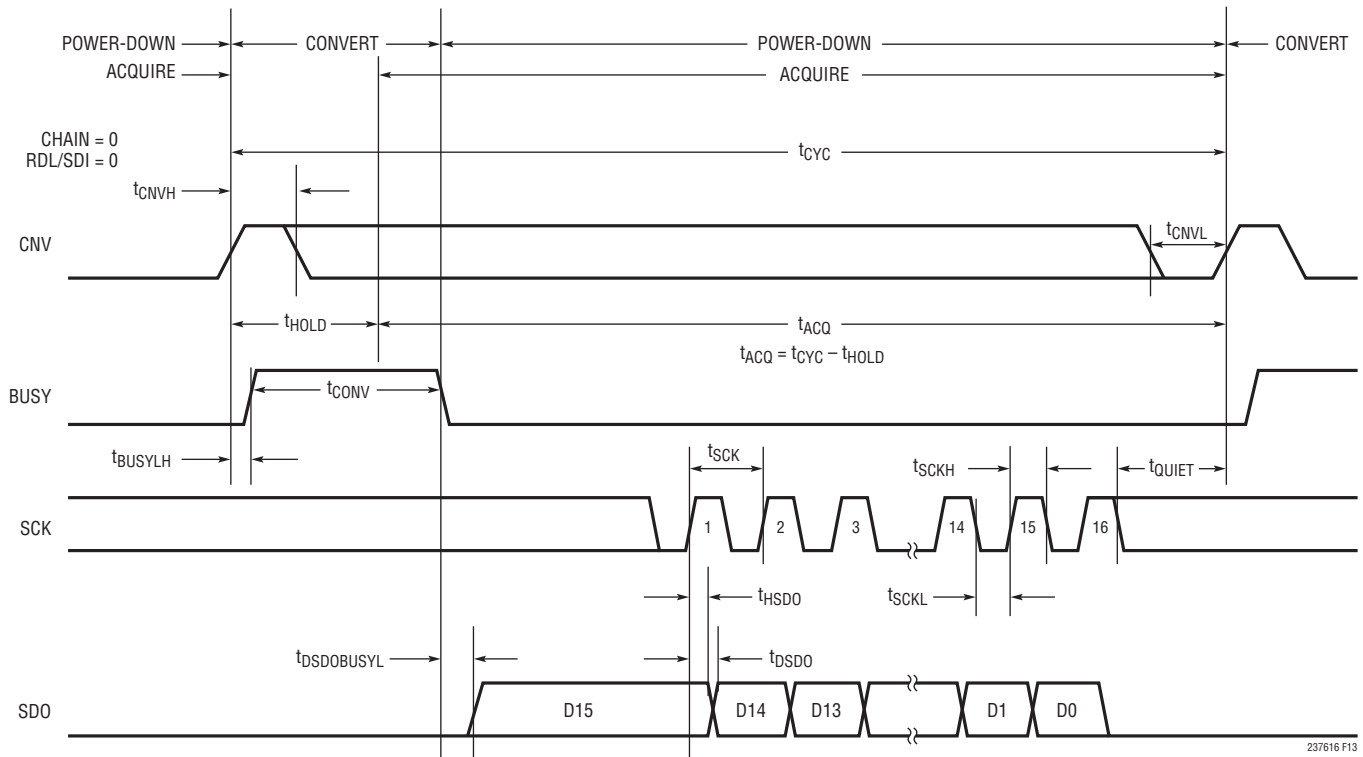 POWER-DOWN CONVERT POWER-DOWN CONVERT
ACQUIRE ACQUIRE
CHAIN = 0
RDL/SDI = 0
tCYC
tCNVH
CNV
tCNVL
tHOLD tACQ
tACQ = tCYC – tHOLD
BUSY
tCONV
tBUSYLH
tSCK tSCKH tQUIET
SCK 1 2 3 14 15 16
tHSDO tSCKL
tDSDOBUSYL tDSDO
SDO D15 D14 D13 D1 D0
237616 F13